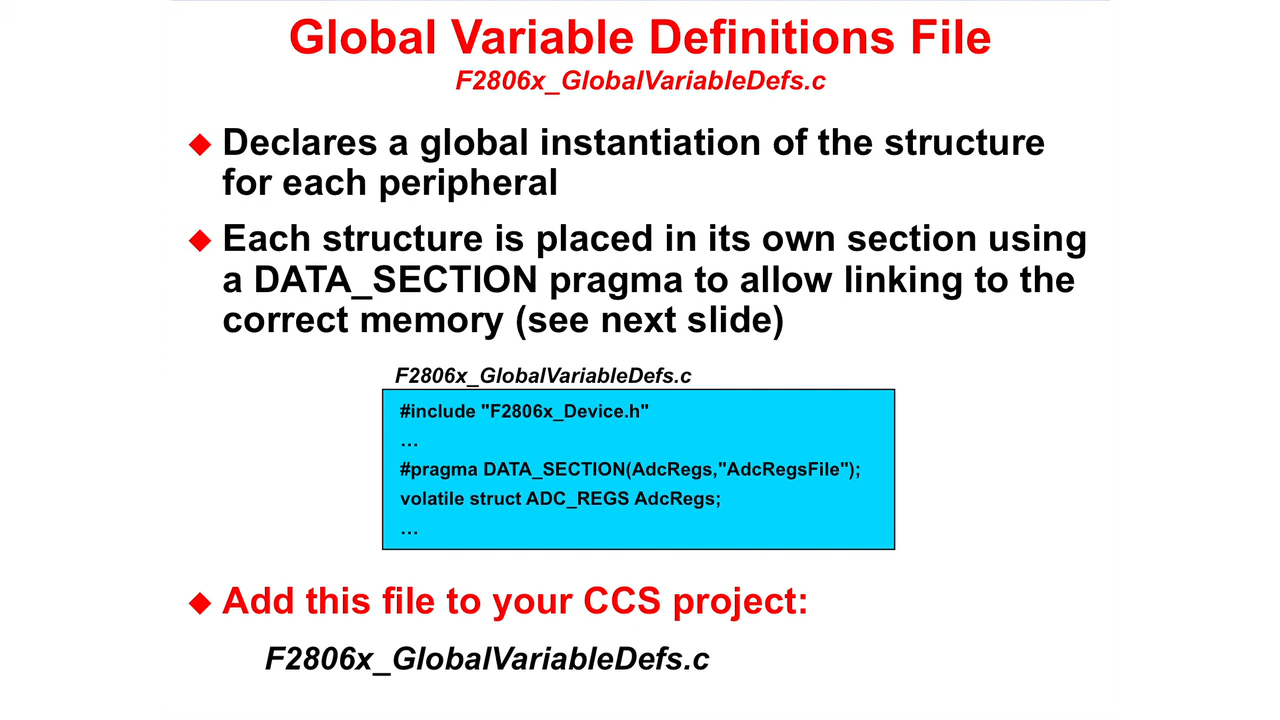 Global Variable Definitions File
F2806x_GlobalVariableDefs.c
Declares a global instantiation of the structure
for each peripheral
Each structure is placed in its own section using
a DATA_SECTION pragma to allow linking to the
correct memory (see next slide)
F2806x_GlobalVariableDefs.c
#include "F2806x_Device.h"
…
#pragma DATA_SECTION(AdcRegs,"AdcRegsFile");
volatile struct ADC_REGS AdcRegs;
…
Add this file to your CCS project:
F2806x_GlobalVariableDefs.c